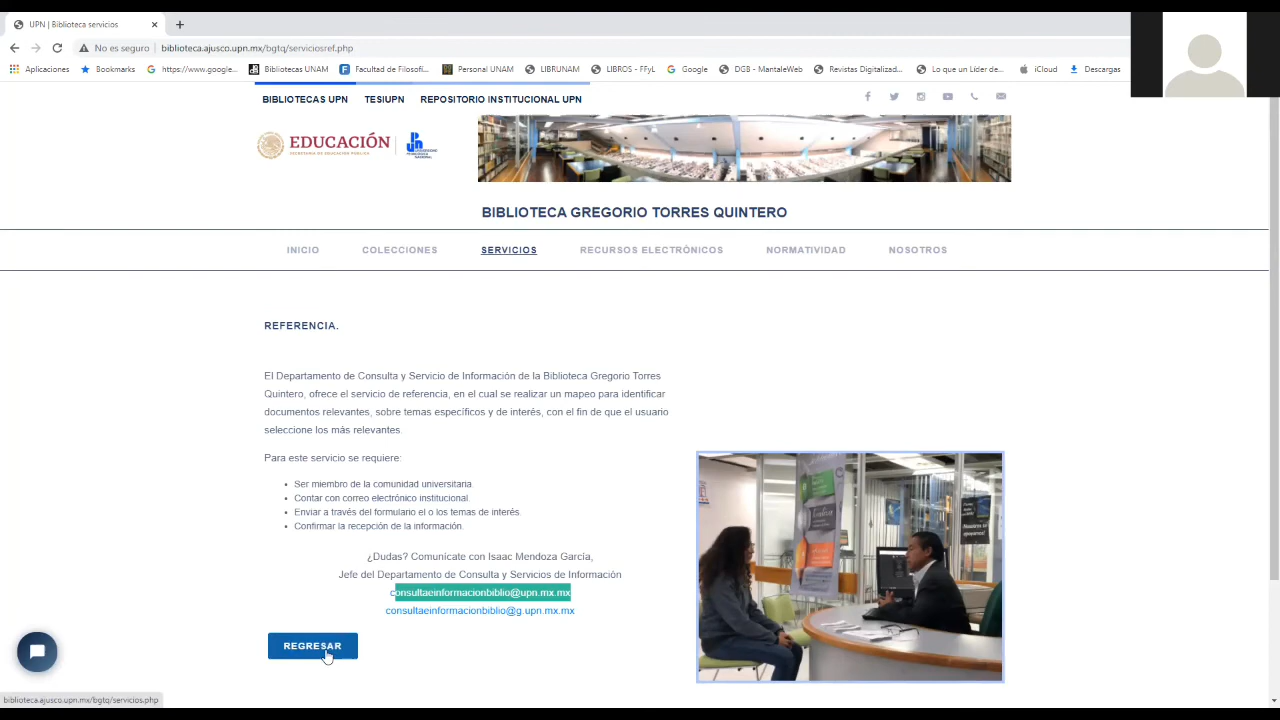 UPN | Biblioteca servicios
No es seguro | biblioteca.ajusco.upn.mx/bgtq/serviciosref.php
Aplicaciones Bookmarks https://www.google... Bibliotecas UNAM Facultad de Filosofí... Personal UNAM LIBRUNAM LIBROS - FFyL Google DGB - MantaleWeb Revistas Digitalizad... Lo que un Líder de... iCloud Descargas
BIBLIOTECAS UPN TESIUPN REPOSITORIO INSTITUCIONAL UPN
EDUCACIÓN
SECRETARÍA DE EDUCACIÓN PÚBLICA
BIBLIOTECA GREGORIO TORRES QUINTERO
INICIO COLECCIONES SERVICIOS RECURSOS ELECTRÓNICOS NORMATIVIDAD NOSOTROS
REFERENCIA.
El Departamento de Consulta y Servicio de Información de la Biblioteca Gregorio Torres
Quintero, ofrece el servicio de referencia, en el cual se realizar un mapeo para identificar
documentos relevantes, sobre temas específicos y de interés, con el fin de que el usuario
seleccione los más relevantes.
Para este servicio se requiere:
• Ser miembro de la comunidad universitaria.
• Contar con correo electrónico institucional.
• Enviar a través del formulario el o los temas de interés.
• Confirmar la recepción de la información.
¿Dudas? Comunícate con Isaac Mendoza García,
Jefe del Departamento de Consulta y Servicios de Información
consultaeinformacionbiblio@upn.mx.mx
consultaeinformacionbiblio@g.upn.mx.mx
REGRESAR
biblioteca.ajusco.upn.mx/bgtq/servicios.php